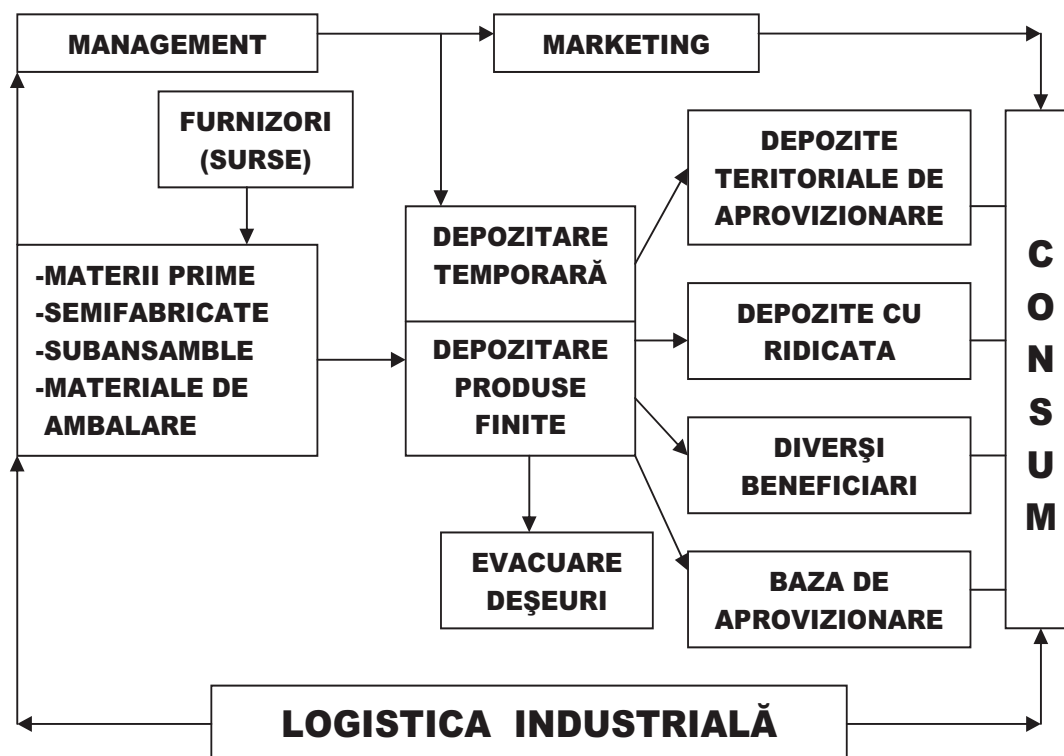 MANAGEMENT
MARKETING
FURNIZORI
(SURSE)
-MATERII PRIME
-SEMIFABRICATE
-SUBANSAMBLE
-MATERIALE DE
AMBALARE
DEPOZITARE
TEMPORARĂ
DEPOZITARE
PRODUSE
FINITE
EVACUARE
DEŞEURI
DEPOZITE
TERITORIALE DE
APROVIZIONARE
DEPOZITE CU
RIDICATA
DIVERŞI
BENEFICIARI
BAZA DE
APROVIZIONARE
C
O
N
S
U
M
LOGISTICA INDUSTRIALĂ